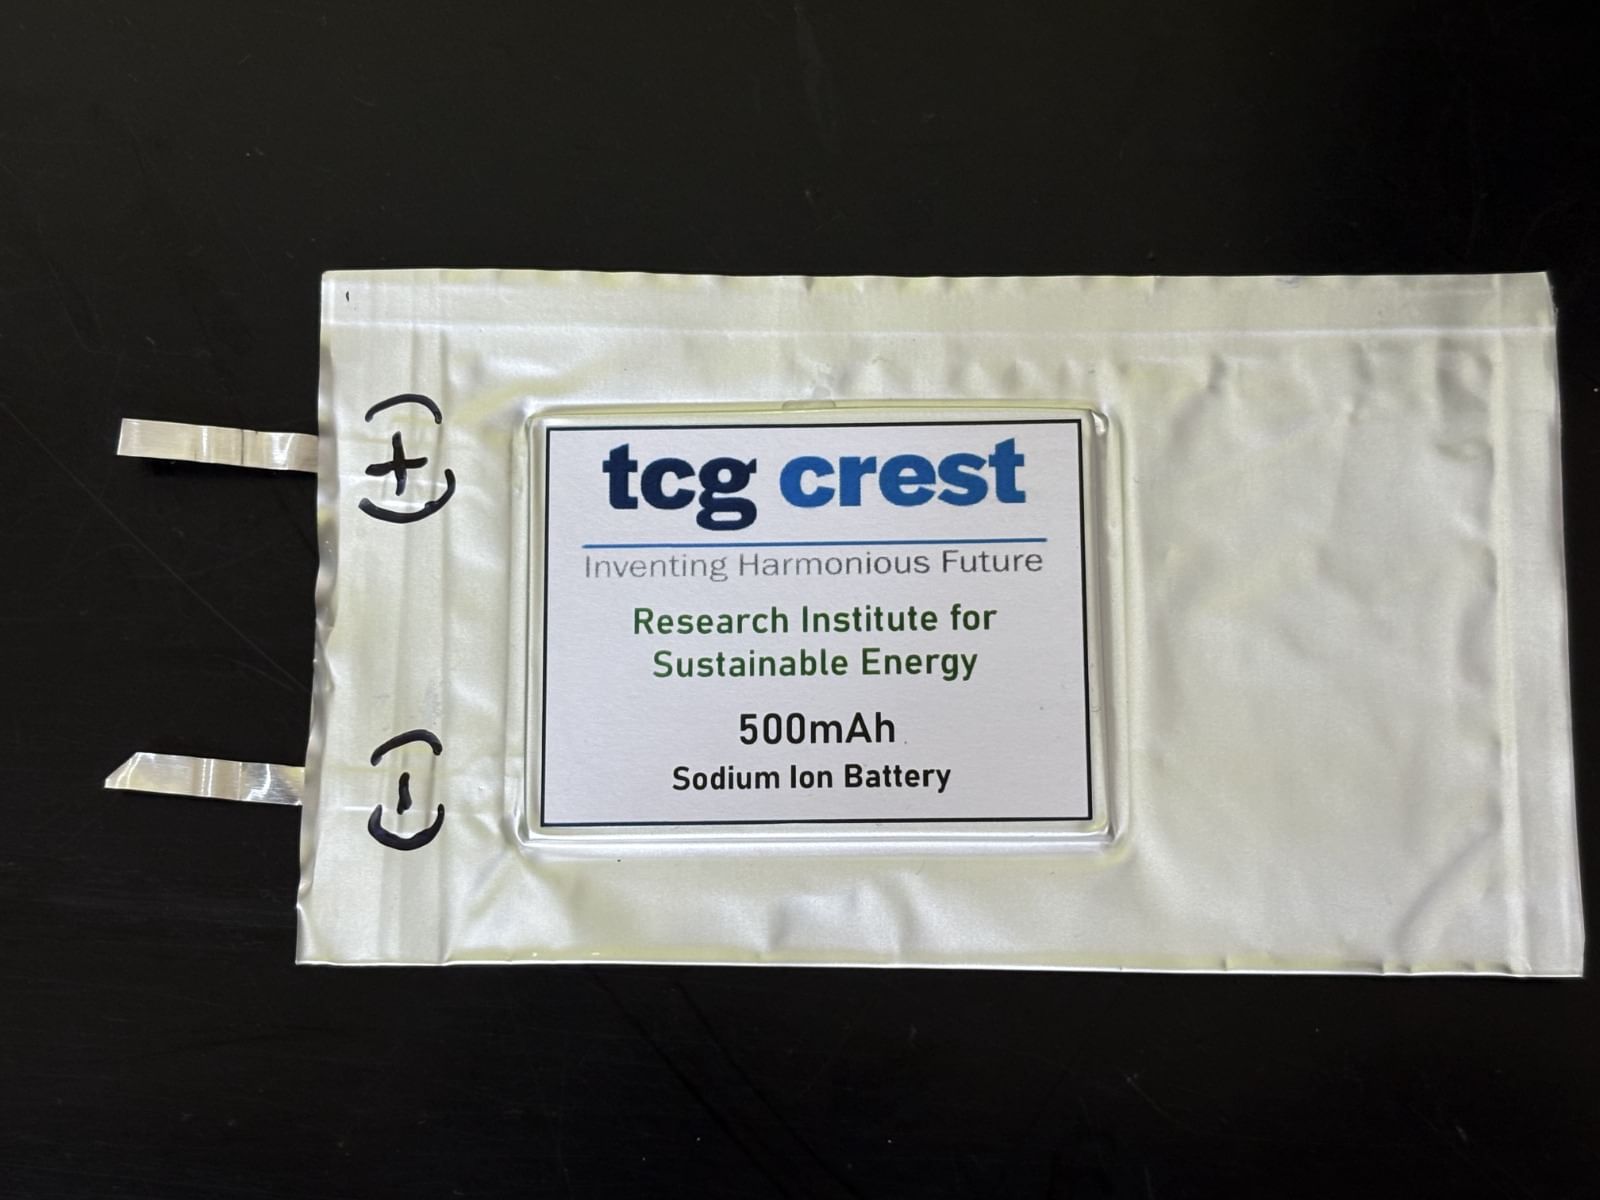 (+)
(-)
tcg crest
Inventing Harmonious Future
Research Institute for
Sustainable Energy
500mAh
Sodium Ion Battery